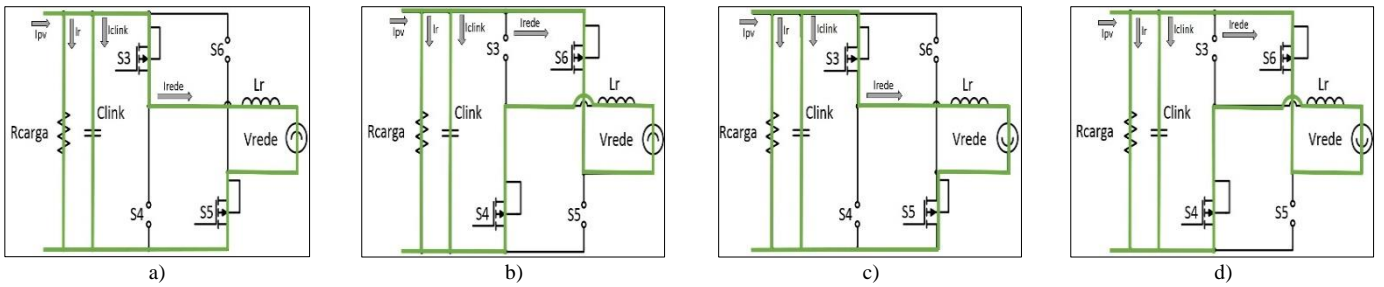 Ipv
Ir
Iclink
S3
S6
Lr
Irede
Rcarga
Clink
Vrede
S4
S5
a)
Ipv
Ir
Iclink
Irede
S3
S6
Lr
Rcarga
Clink
Vrede
S4
S5
b)
Ipv
Ir
Iclink
S3
S6
Lr
Irede
Rcarga
Clink
Vrede
S4
S5
c)
Ipv
Ir
Iclink
Irede
S3
S6
Lr
Rcarga
Clink
Vrede
S4
S5
d)